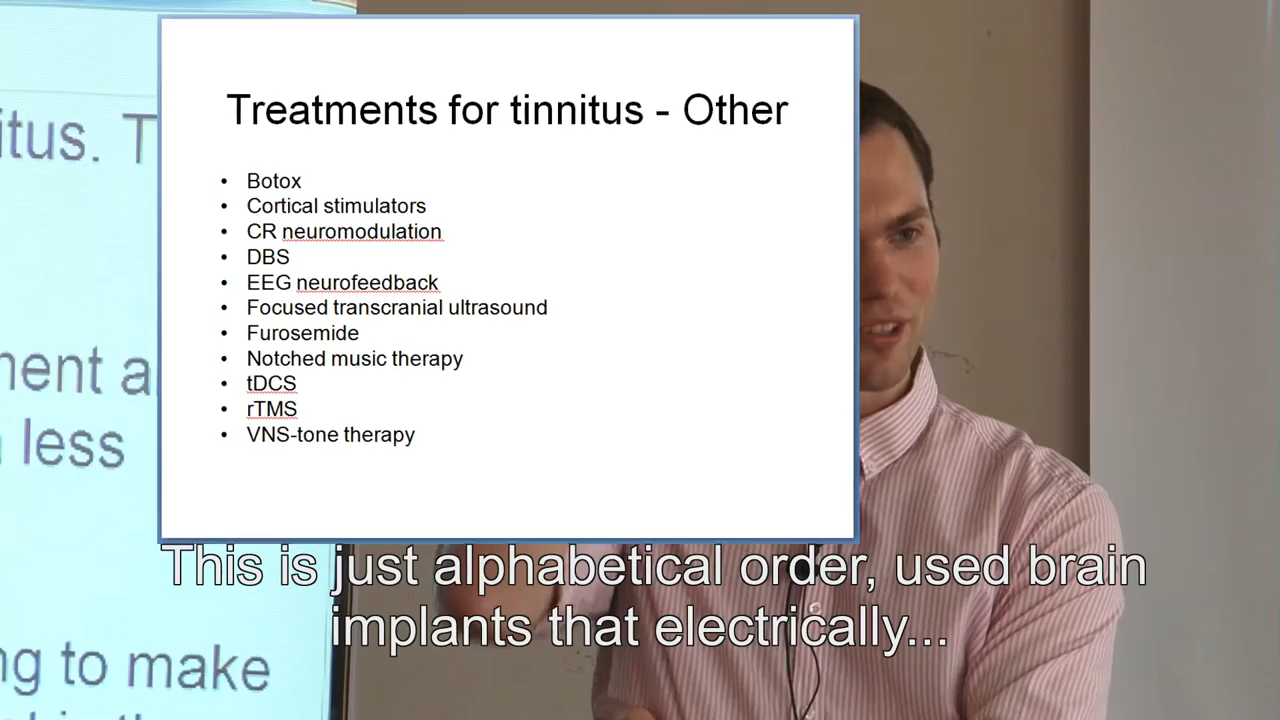 Treatments for tinnitus - Other
• Botox
• Cortical stimulators
• CR neuromodulation
• DBS
• EEG neurofeedback
• Focused transcranial ultrasound
• Furosemide
• Notched music therapy
• tDCS
• rTMS
• VNS-tone therapy
itus. T
ment a
less
ng to make
This is just alphabetical order, used brain
implants that electrically...